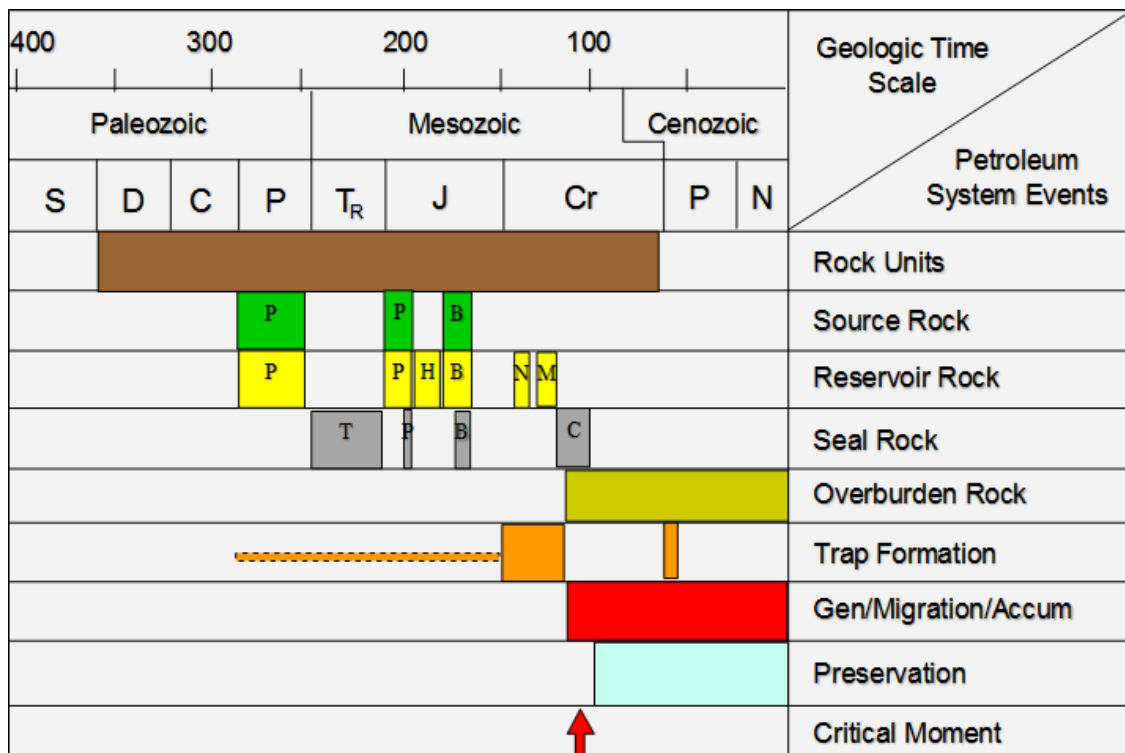 400 300 200 100
Geologic Time
Scale
Paleozoic Mesozoic Cenozoic
Petroleum
System Events
S D C P TR J Cr P N
Rock Units
P P B
Source Rock
P P H B N M
Reservoir Rock
T P B C
Seal Rock
Overburden Rock
Trap Formation
Gen/Migration/Accum
Preservation
Critical Moment